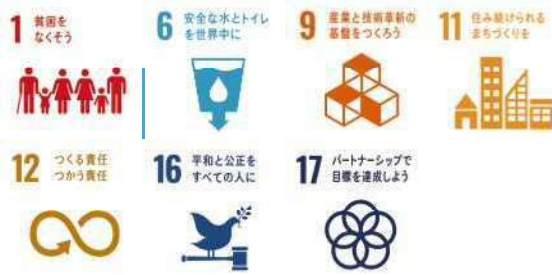 1 貧困を
なくそう
6 安全な水とトイレ
を世界中に
9 産業と技術革新の
基盤をつくろう
11 住み続けられる
まちづくりを
12 つくる責任
つかう責任
16 平和と公正を
すべての人に
17 パートナーシップで
目標を達成しよう